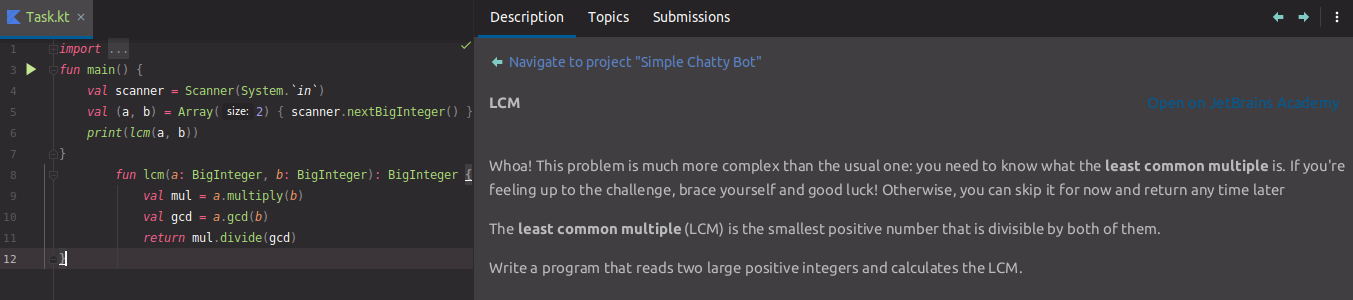 Task.kt ×
1 import ...
3 fun main() {
4 val scanner = Scanner(System.`in`)
5 val (a, b) = Array( size: 2) { scanner.nextBigInteger() }
6 print(lcm(a, b))
7 }
8 fun lcm(a: BigInteger, b: BigInteger): BigInteger {
9 val mul = a.multiply(b)
10 val gcd = a.gcd(b)
11 return mul.divide(gcd)
12 }
Description Topics Submissions
Navigate to project "Simple Chatty Bot"
LCM
Open on JetBrains Academy
Whoa! This problem is much more complex than the usual one: you need to know what the least common multiple is. If you're
feeling up to the challenge, brace yourself and good luck! Otherwise, you can skip it for now and return any time later
The least common multiple (LCM) is the smallest positive number that is divisible by both of them.
Write a program that reads two large positive integers and calculates the LCM.